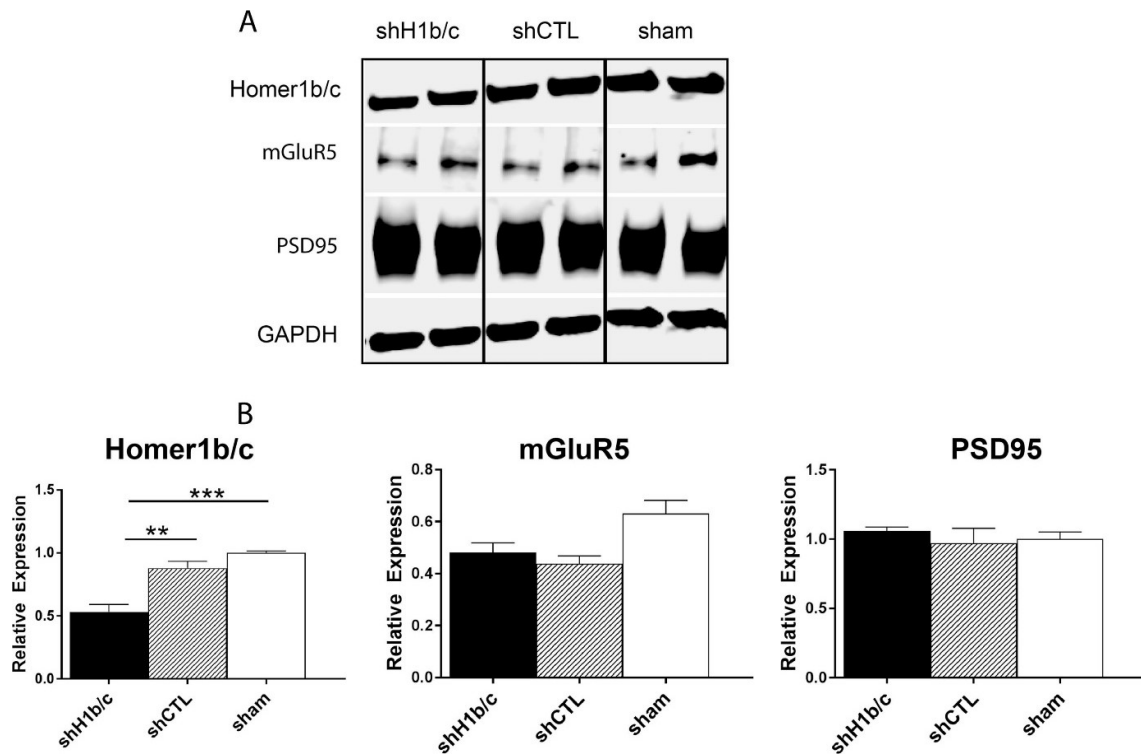 A
shH1b/c shCTL sham
Homer1b/c
mGluR5
PSD95
GAPDH
B
Homer1b/c
Relative Expression
1.5
1.0
0.5
0.0
***
**
shH1b/c
shCTL
sham
mGluR5
Relative Expression
0.8
0.6
0.4
0.2
0.0
shH1b/c
shCTL
sham
PSD95
Relative Expression
1.5
1.0
0.5
0.0
shH1b/c
shCTL
sham